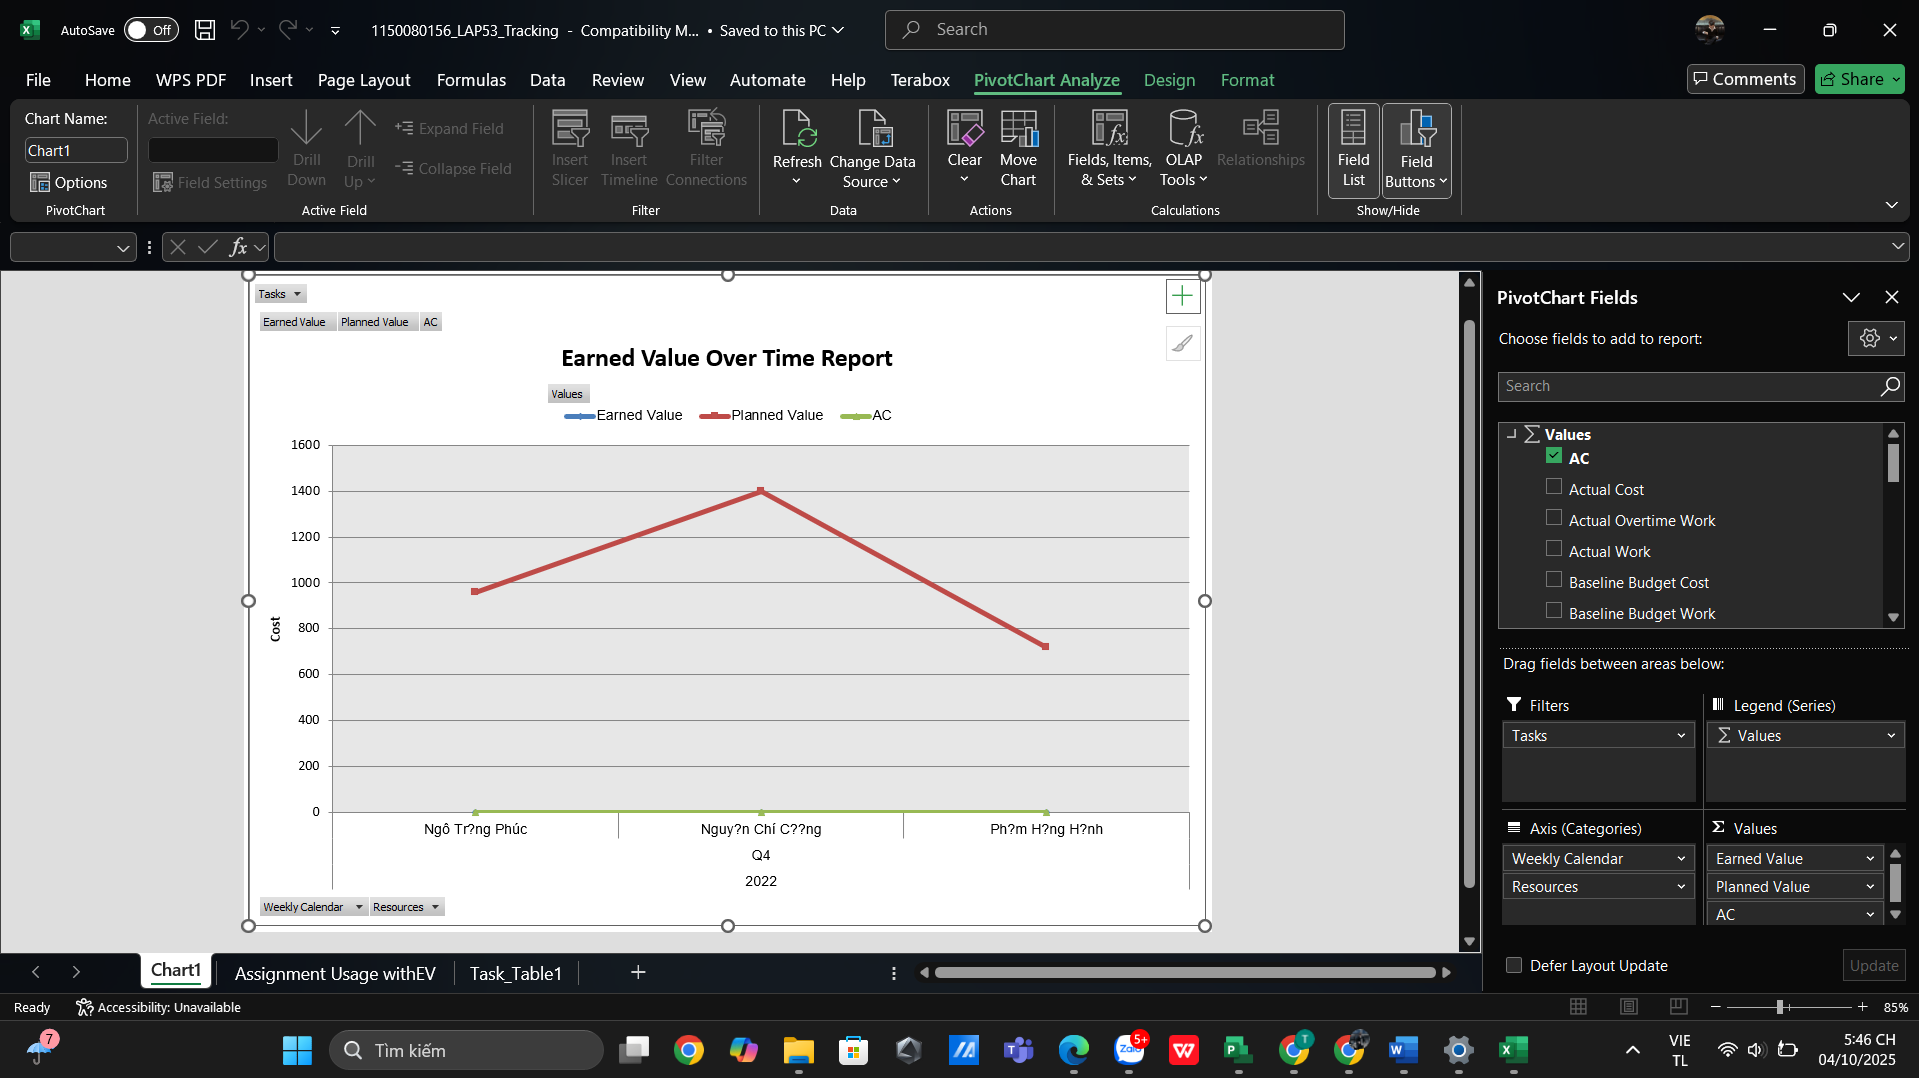 AutoSave Off 1150080156_LAP53_Tracking - Compatibility M... • Saved to this PC Search
File Home WPS PDF Insert Page Layout Formulas Data Review View Automate Help Terabox PivotChart Analyze Design Format Comments Share
Chart Name:
Chart1
Options
PivotChart
Active Field:
Field Settings
Drill Down
Drill Up
Expand Field
Collapse Field
Active Field
Insert Slicer
Insert Timeline
Filter Connections
Filter
Refresh
Change Data Source
Data
Clear
Move Chart
Actions
Fields, Items, & Sets
OLAP Tools
Relationships
Calculations
Field List
Field Buttons
Show/Hide
fx
Tasks
Earned Value Planned Value AC
Earned Value Over Time Report
Values
Earned Value Planned Value AC
1600
1400
1200
1000
800
600
400
200
0
Cost
Ngô Tr?ng Phúc Nguy?n Chí C??ng Ph?m H?ng H?nh
Q4
2022
Weekly Calendar Resources
PivotChart Fields
Choose fields to add to report:
Search
Values
AC
Actual Cost
Actual Overtime Work
Actual Work
Baseline Budget Cost
Baseline Budget Work
Drag fields between areas below:
Filters
Tasks
Legend (Series)
Σ Values
Axis (Categories)
Weekly Calendar
Resources
Σ Values
Earned Value
Planned Value
AC
Defer Layout Update Update
Chart1 Assignment Usage withEV Task_Table1
Ready Accessibility: Unavailable 85%
7 Tìm kiếm Zalo 5+ T VIE TL 5:46 CH 04/10/2025